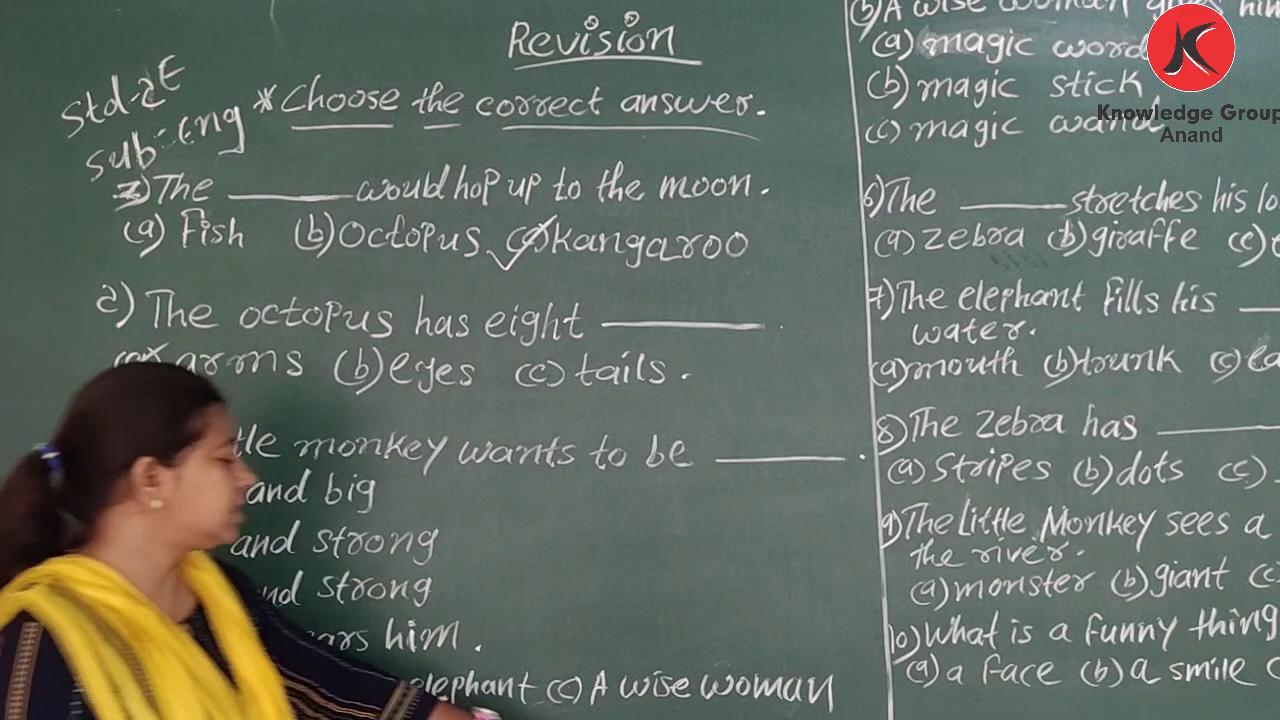 Revision
Std-2E
Sub:Eng
* Choose the correct answer.
1) The ______ would hop up to the moon.
(a) Fish (b) Octopus (c) Kangaroo
2) The octopus has eight ______.
(a) arms (b) eyes (c) tails.
monkey wants to be ______.
and big
and strong
strong
him.
elephant (c) A wise woman
(5) A wise woman gives him
(a) magic word
(b) magic stick
(c) magic wand
6) The ______ stretches his
(a) zebra (b) giraffe (c)
7) The elephant fills his ______
water.
(a) mouth (b) trunk (c)
8) The zebra has ______
(a) Stripes (b) dots (c)
9) The Little Monkey sees a
the river.
(a) monster (b) giant (c)
10) What is a funny thing
(a) a face (b) a smile
Knowledge Group
Anand